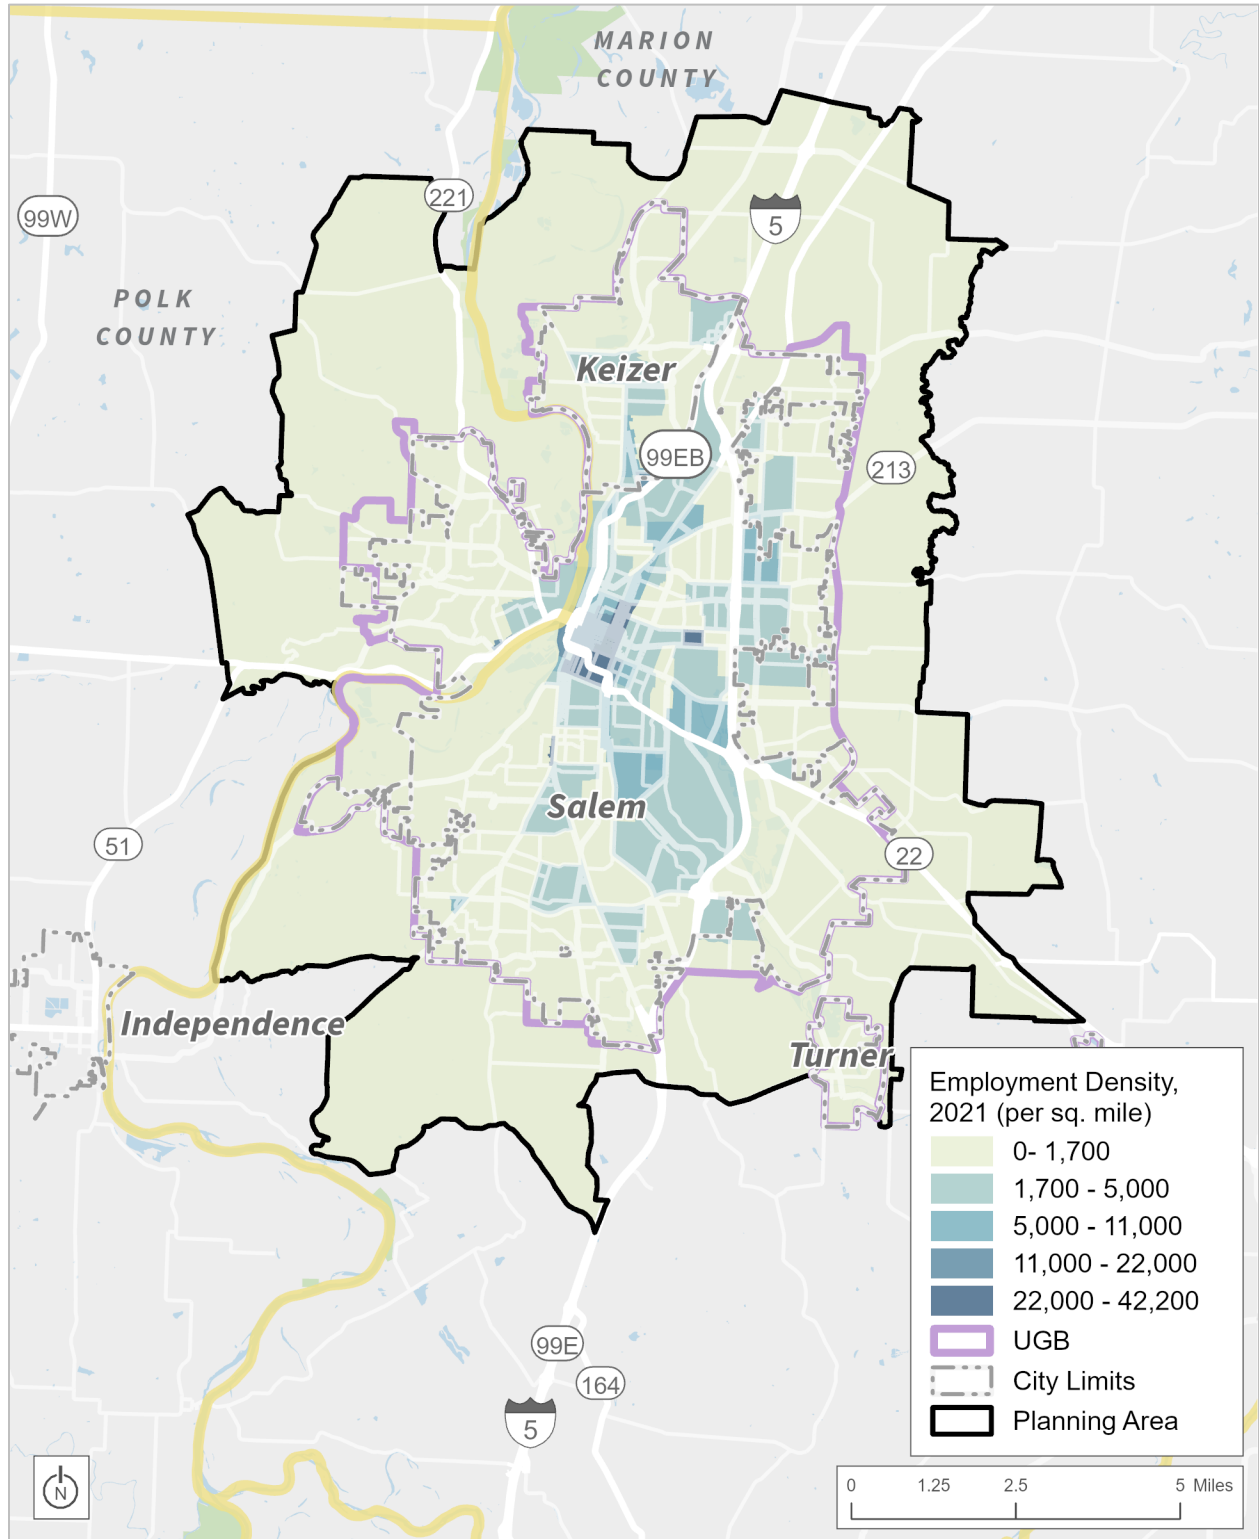 MARION
COUNTY
221
99W
5
POLK
COUNTY
Keizer
99EB
213
Salem
51
22
Independence
Turner
Employment Density,
2021 (per sq. mile)
0- 1,700
1,700 - 5,000
5,000 - 11,000
11,000 - 22,000
22,000 - 42,200
UGB
City Limits
Planning Area
99E
164
5
N
0 1.25 2.5 5 Miles